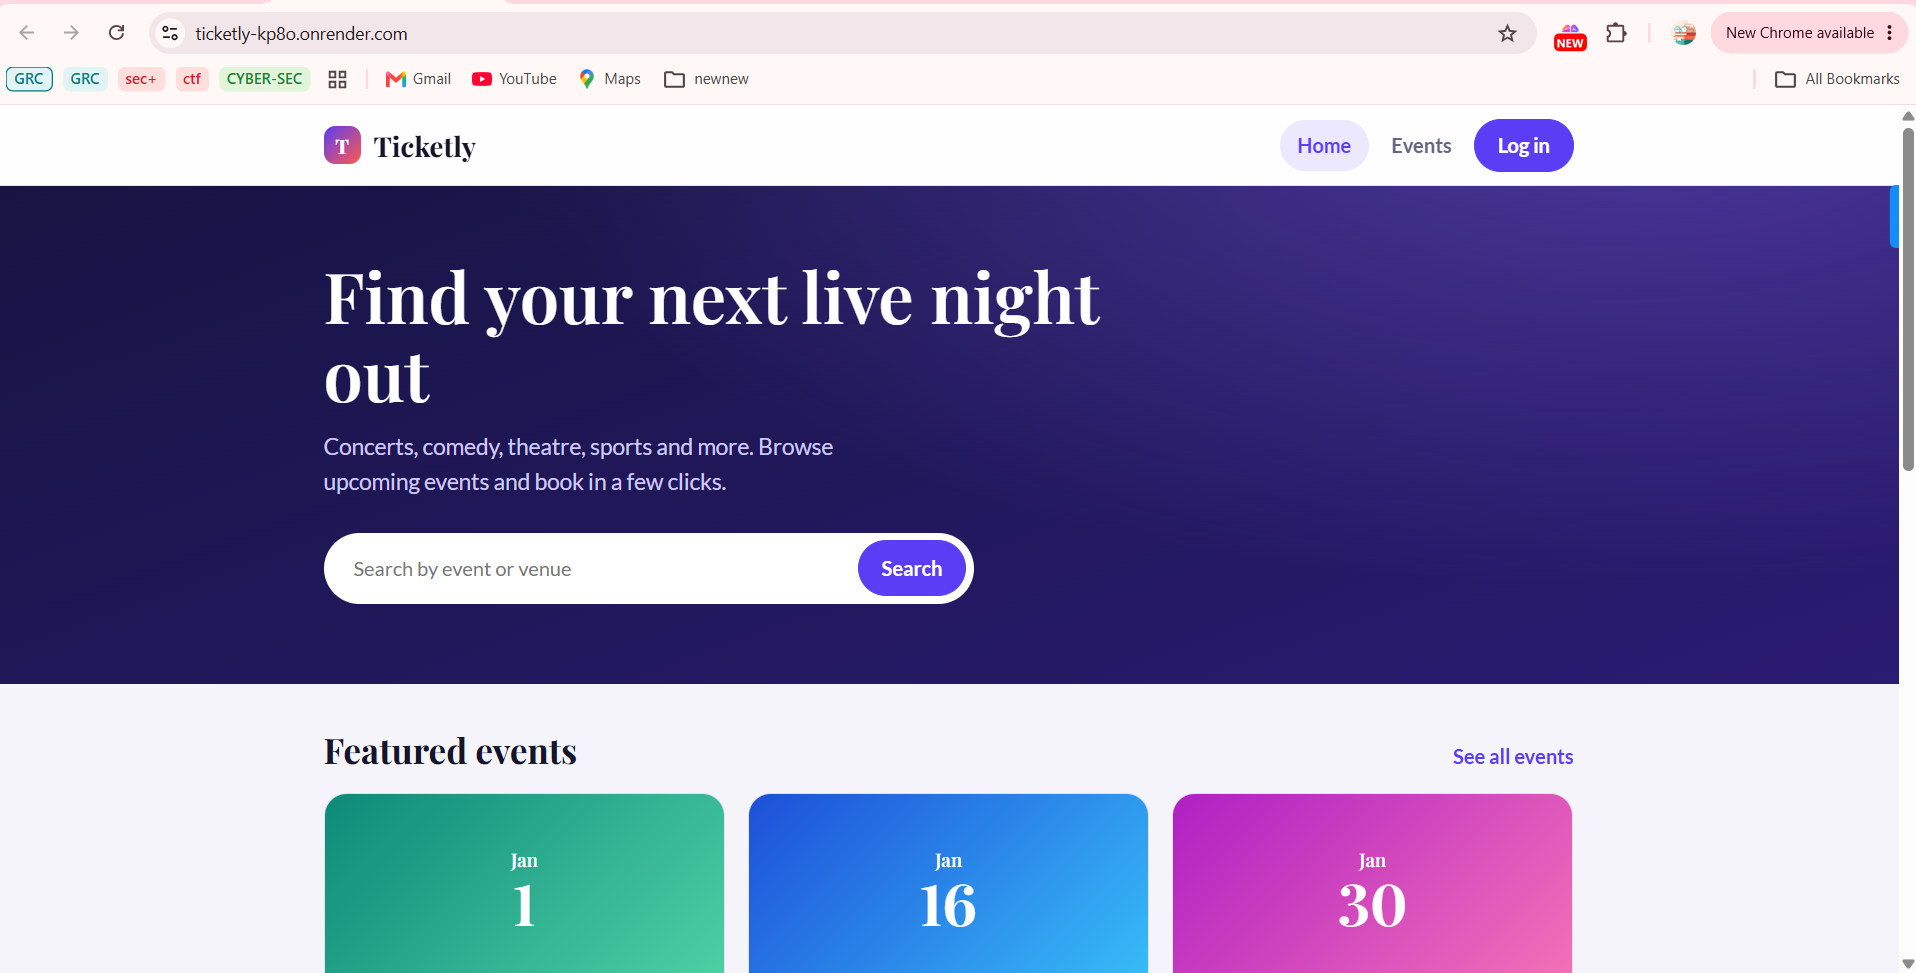 ticketly-kp8o.onrender.com
NEW
New Chrome available
GRC
GRC
sec+
ctf
CYBER-SEC
Gmail
YouTube
Maps
newnew
All Bookmarks
T
Ticketly
Home
Events
Log in
Find your next live night
out
Concerts, comedy, theatre, sports and more. Browse
upcoming events and book in a few clicks.
Search by event or venue
Search
Featured events
See all events
Jan
1
Jan
16
Jan
30